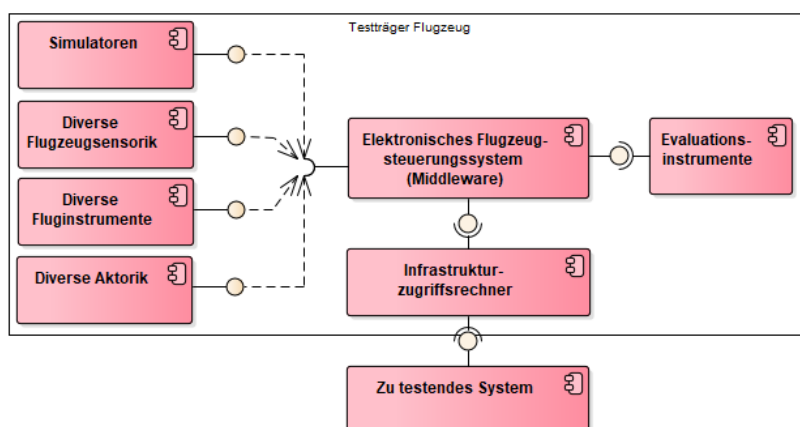 Testträger Flugzeug
Simulatoren
Diverse
Flugzeugsensorik
Diverse
Fluginstrumente
Diverse Aktorik
Elektronisches Flugzeug-
steuerungssystem
(Middleware)
Evaluations-
instrumente
Infrastruktur-
zugriffsrechner
Zu testendes System